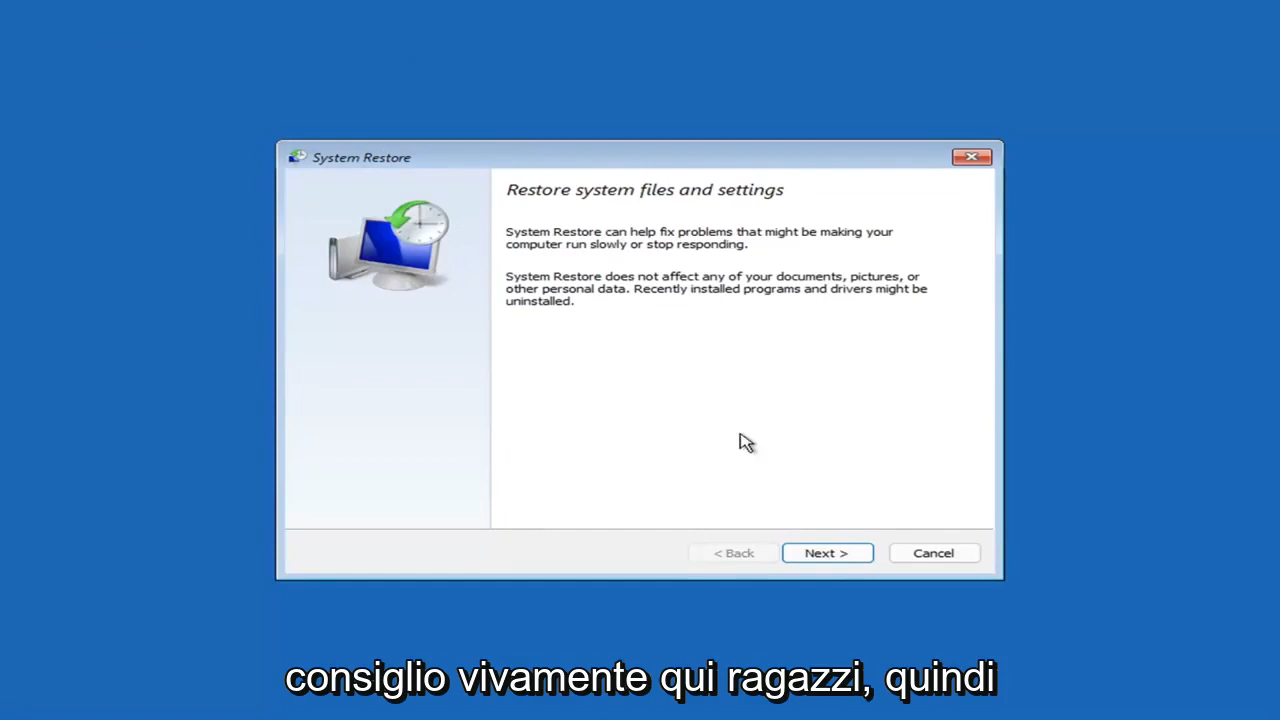 System Restore
Restore system files and settings
System Restore can help fix problems that might be making your
computer run slowly or stop responding.
System Restore does not affect any of your documents, pictures, or
other personal data. Recently installed programs and drivers might be
uninstalled.
< Back
Next >
Cancel
consiglio vivamente qui ragazzi, quindi